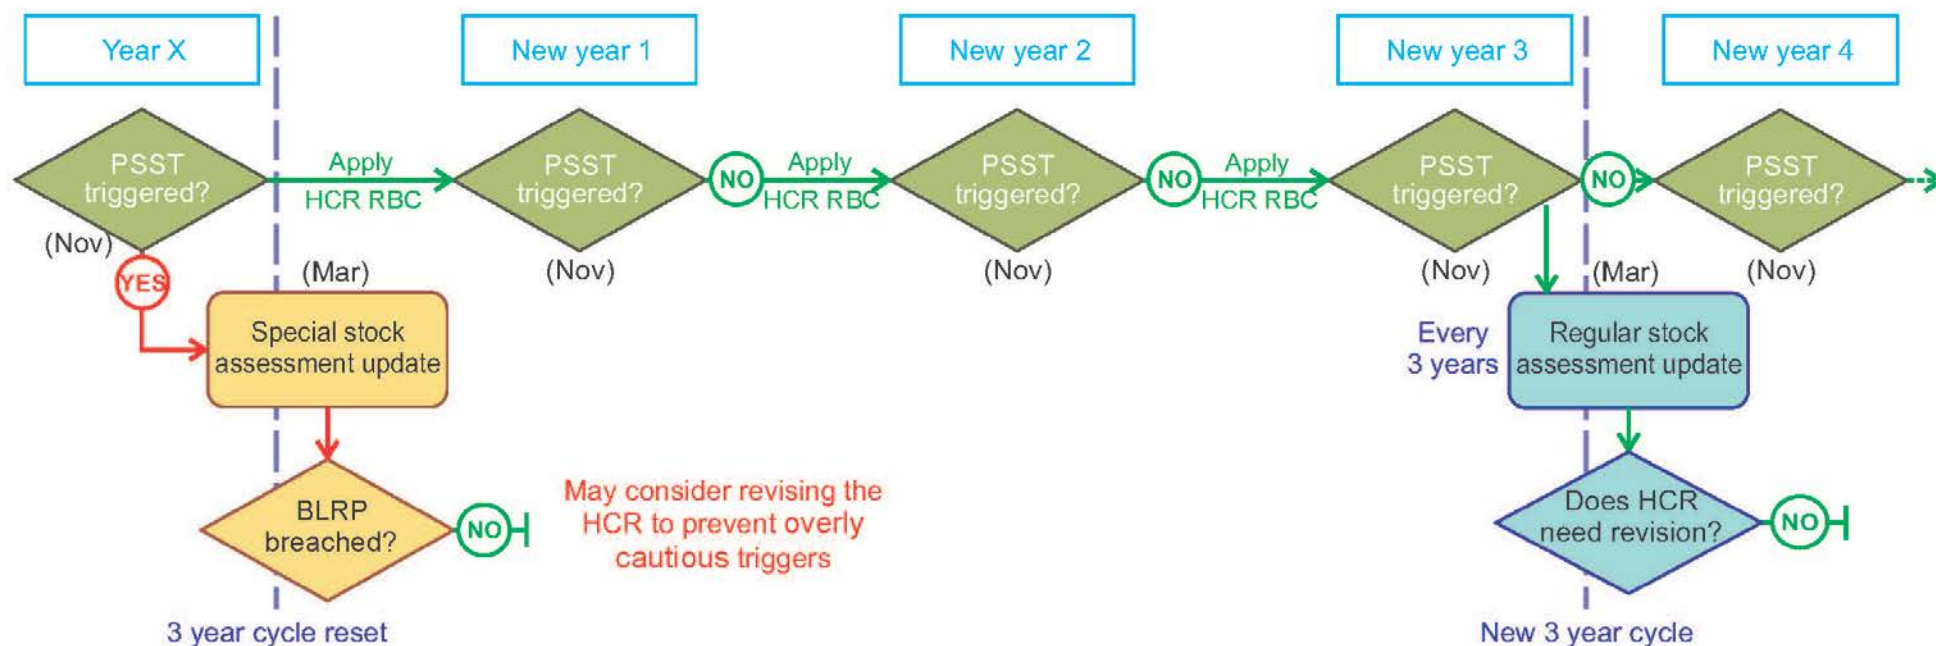 Year X
New year 1
New year 2
New year 3
New year 4
PSST
triggered?
Apply
HCR RBC
PSST
triggered?
NO
Apply
HCR RBC
PSST
triggered?
NO
Apply
HCR RBC
PSST
triggered?
NO
PSST
triggered?
(Nov)
YES
(Mar)
(Nov)
(Nov)
(Nov)
(Mar)
(Nov)
Special stock
assessment update
Every
3 years
Regular stock
assessment update
BLRP
breached?
NO
May consider revising the
HCR to prevent overly
cautious triggers
Does HCR
need revision?
NO
3 year cycle reset
New 3 year cycle